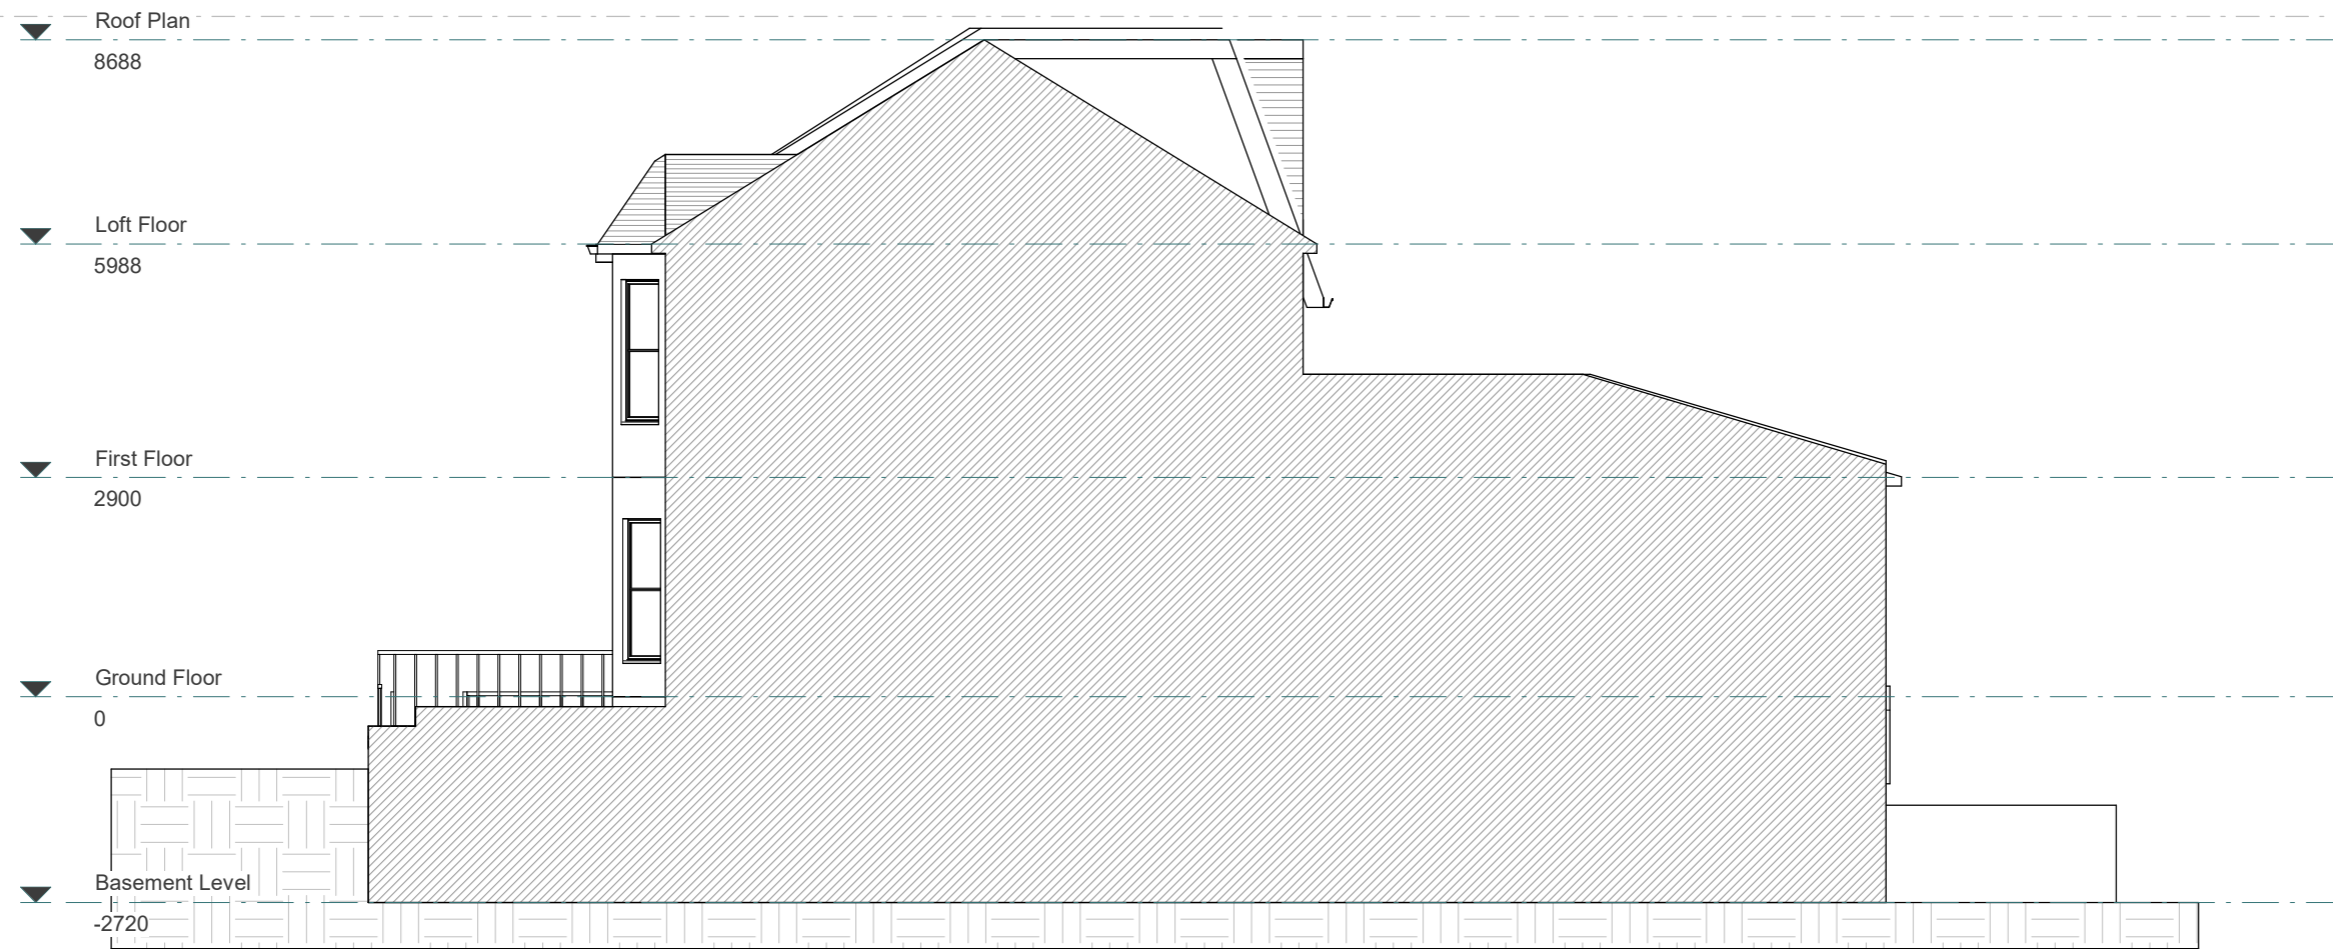 Roof Plan
8688
Loft Floor
5988
First Floor
2900
Ground Floor
0
Basement Level
-2720